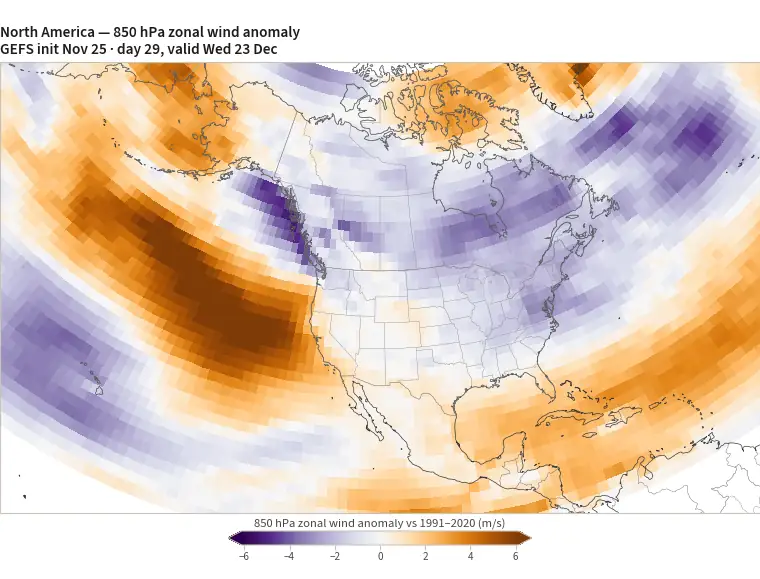 North America — 850 hPa zonal wind anomaly
GEFS init Nov 25 · day 29, valid Wed 23 Dec
850 hPa zonal wind anomaly vs 1991–2020 (m/s)
−6 −4 −2 0 2 4 6